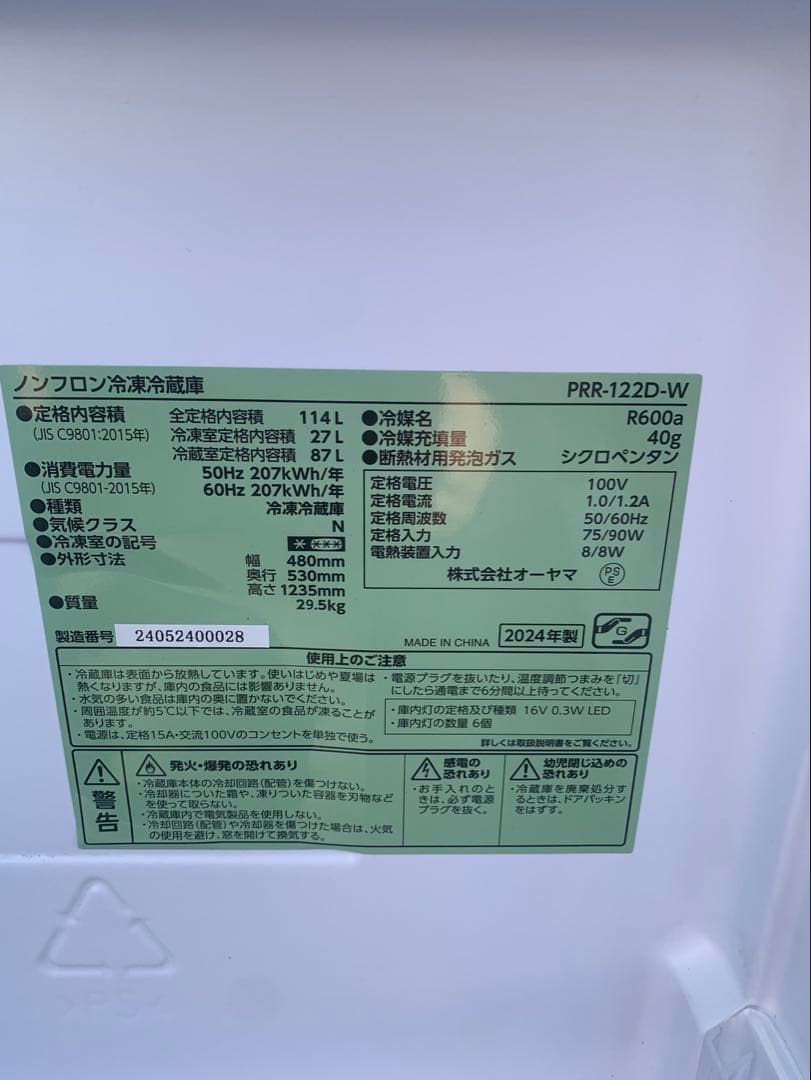 ノンフロン冷凍冷蔵庫 PRR-122D-W
●定格内容積 全定格内容積 114L
(JIS C9801:2015年) 冷凍室定格内容積 27L
冷蔵室定格内容積 87L
●消費電力量 50Hz 207kWh/年
(JIS C9801-2015年) 60Hz 207kWh/年
●種類 冷凍冷蔵庫
●気候クラス N
●冷凍室の記号
●外形寸法 幅 480mm
奥行 530mm
高さ 1235mm
●質量 29.5kg
●冷媒名 R600a
●冷媒充填量 40g
●断熱材用発泡ガス シクロペンタン
定格電圧 100V
定格電流 1.0/1.2A
定格周波数 50/60Hz
定格入力 75/90W
電熱装置入力 8/8W
株式会社オーヤマ PSE
製造番号 24052400028 MADE IN CHINA 2024年製 G
使用上のご注意
・冷蔵庫は表面から放熱しています。使いはじめや夏場は
熱くなりますが、庫内の食品には影響ありません。
・水気の多い食品は庫内の奥に置かないでください。
・周囲温度が約5℃以下では、冷蔵室の食品が凍ることが
あります。
・電源は、定格15A・交流100Vのコンセントを単独で使う。
・電源プラグを抜いたり、温度調節つまみを「切」
にしたら通電まで6分間以上待ってください。
・庫内灯の定格及び種類 16V 0.3W LED
・庫内灯の数量 6個
詳しくは取扱説明書をご覧ください。
警告
発火・爆発の恐れあり
・冷蔵庫本体の冷却回路(配管)を傷つけない。
・冷却器についた霜や、凍りついた容器を刃物など
を使って取らない。
・冷蔵庫内で電気製品を使用しない。
・冷却回路(配管)や冷却器を傷つけた場合は、火気
の使用を避け、窓を開けて換気する。
感電の
恐れあり
・お手入れのと
きは、必ず電源
プラグを抜く。
幼児閉じ込めの
恐れあり
・冷蔵庫を廃棄処分す
るときは、ドアパッキン
をはずす。
>PS<